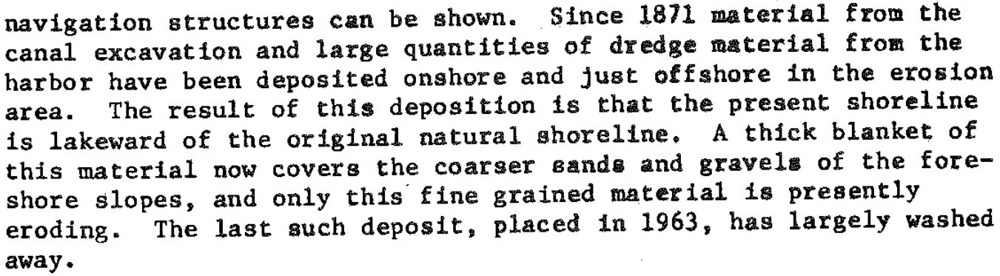 navigation structures can be shown. Since 1871 material from the
canal excavation and large quantities of dredge material from the
harbor have been deposited onshore and just offshore in the erosion
area. The result of this deposition is that the present shoreline
is lakeward of the original natural shoreline. A thick blanket of
this material now covers the coarser sands and gravels of the fore-
shore slopes, and only this fine grained material is presently
eroding. The last such deposit, placed in 1963, has largely washed
away.